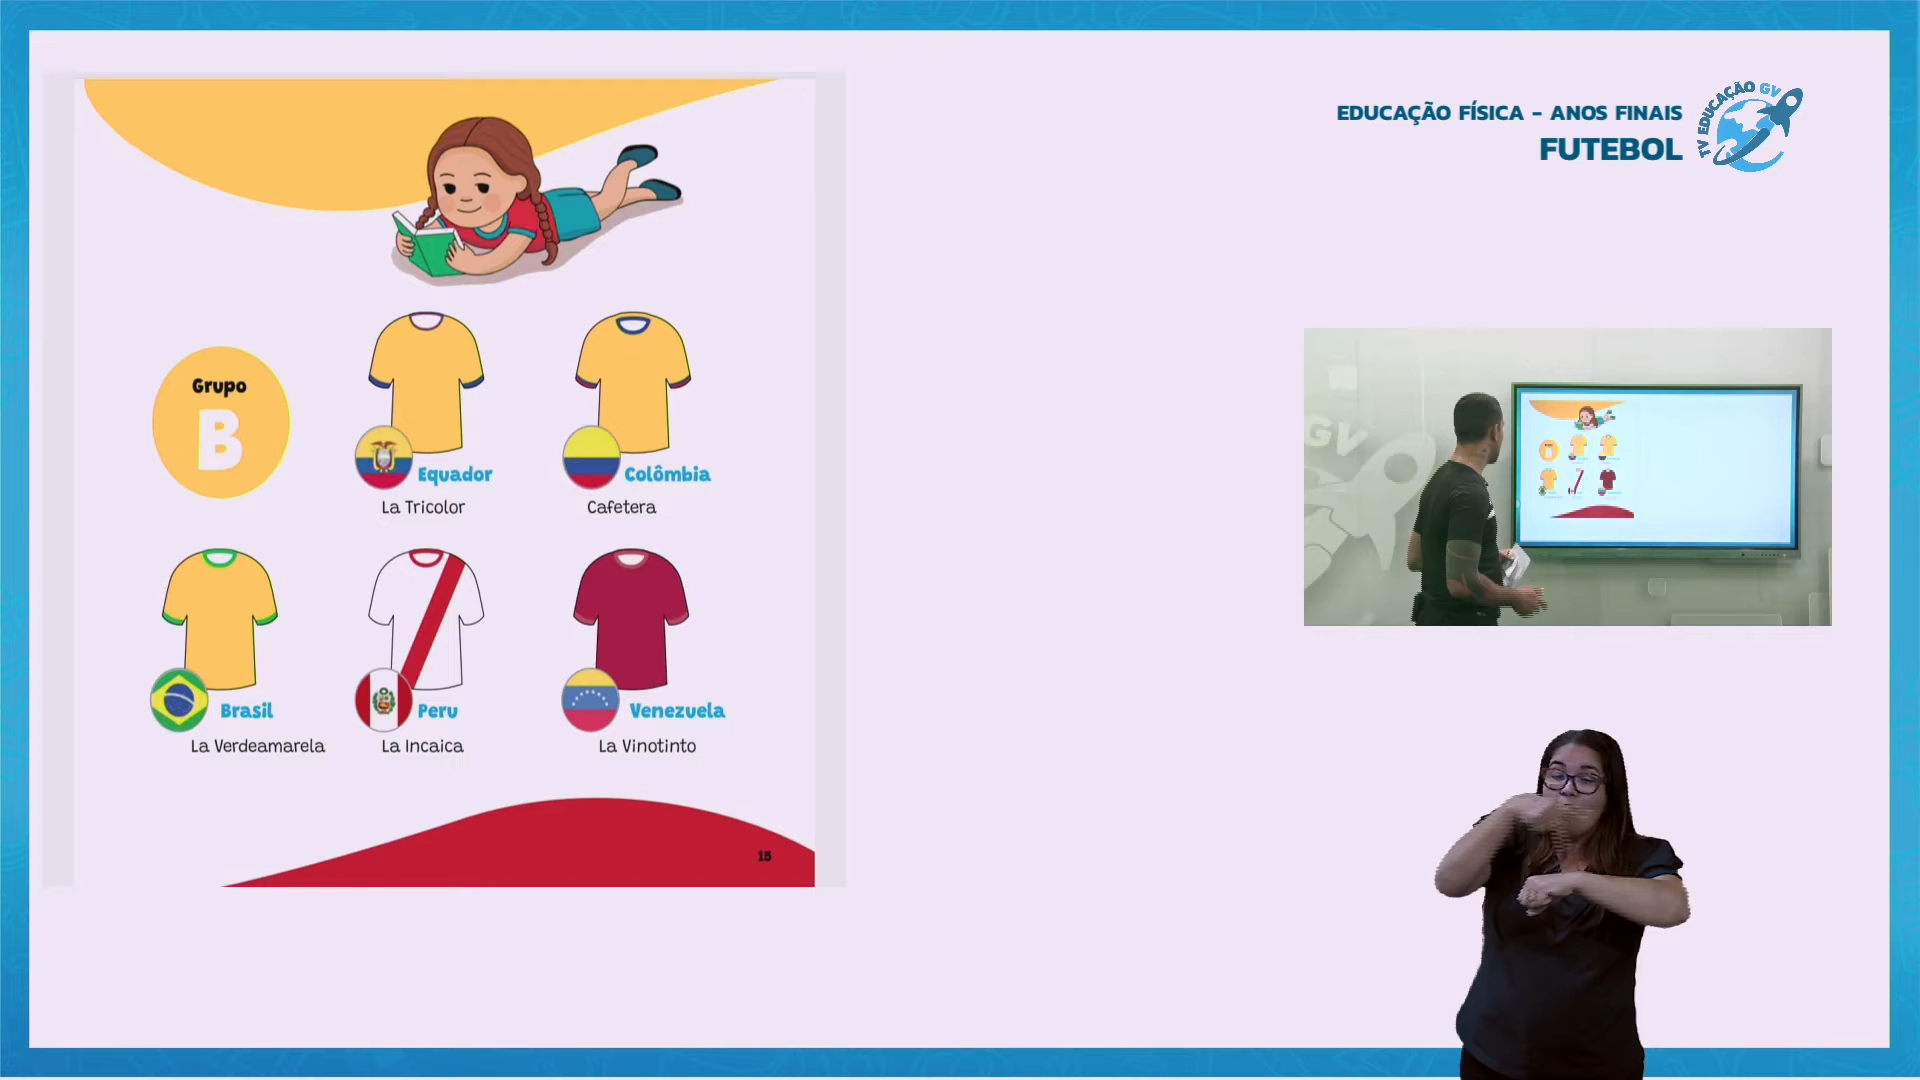 EDUCAÇÃO FÍSICA - ANOS FINAIS
FUTEBOL
TV EDUCAÇÃO GV
Grupo
B
Equador
La Tricolor
Colômbia
Cafetera
Brasil
La Verdeamarela
Peru
La Incaica
Venezuela
La Vinotinto
15
GV